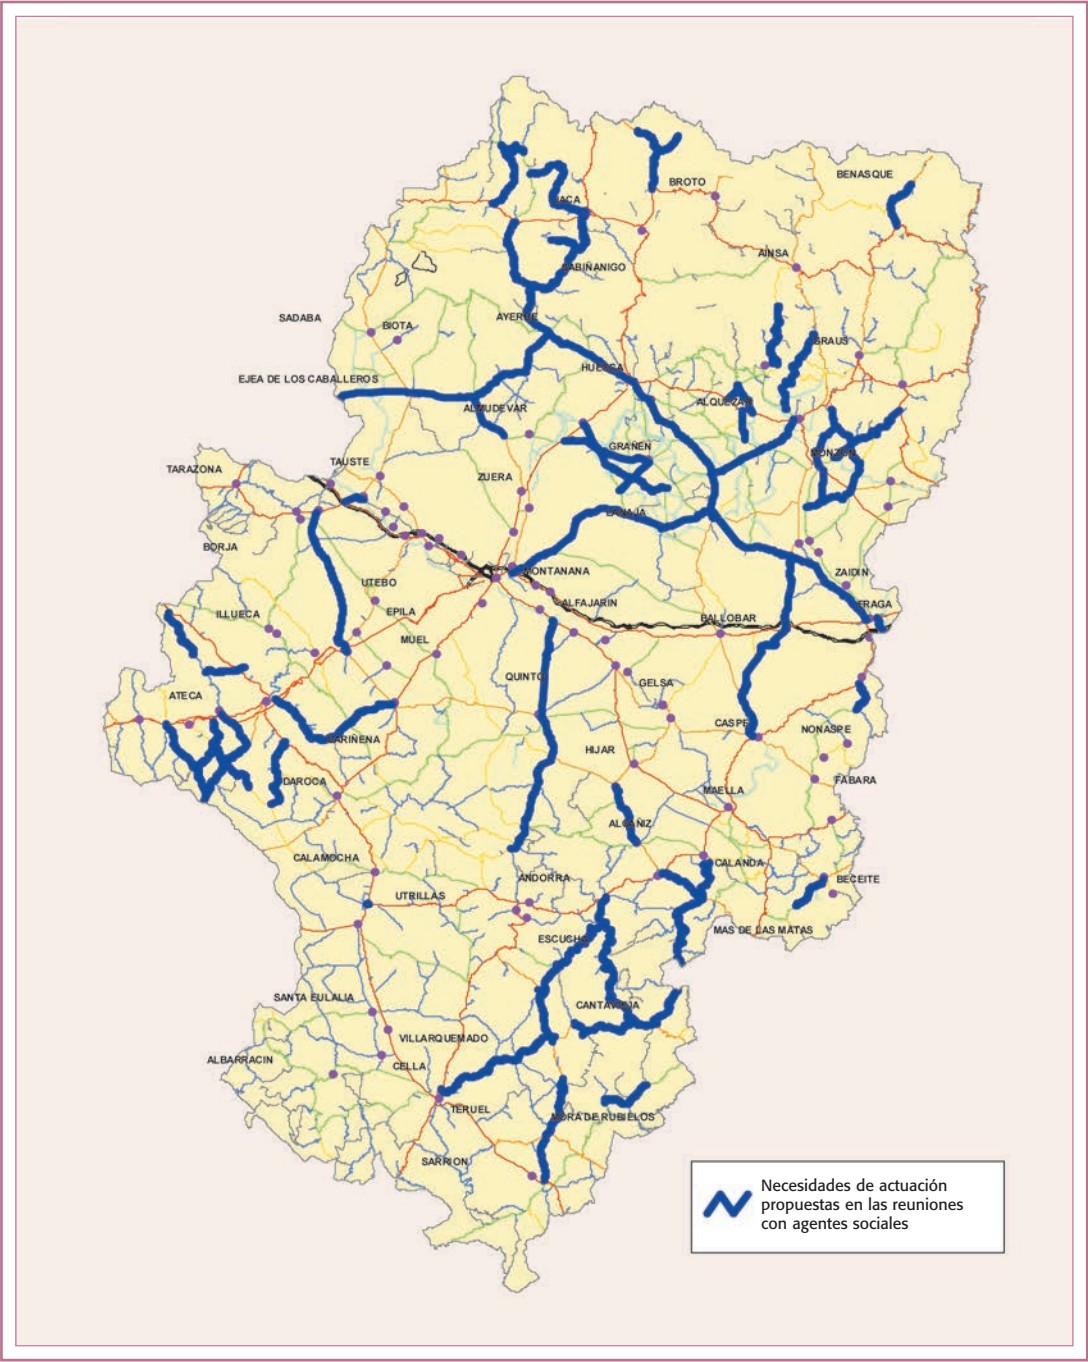 BENASQUE
BROTO
JACA
AINSA
SABIÑANIGO
SADABA
AYERBE
BIOTA
GRAUS
HUESCA
EJEA DE LOS CABALLEROS
ALQUEZAR
ALMUDEVAR
GRAÑEN
MONZON
TAUSTE
TARAZONA
ZUERA
LANAJA
BORJA
MONTANANA
ZAIDIN
UTEBO
ALFAJARIN
FRAGA
EPILA
ILLUECA
BALLOBAR
MUEL
QUINTO
GELSA
ATECA
CASPE
NONASPE
CARIÑENA
HIJAR
DAROCA
FABARA
MAELLA
ALCAÑIZ
CALAMOCHA
CALANDA
ANDORRA
BECEITE
UTRILLAS
MAS DE LAS MATAS
ESCUCHA
SANTA EULALIA
CANTAVIEJA
VILLARQUEMADO
ALBARRACIN
CELLA
TERUEL
MORA DE RUBIELOS
SARRION
Necesidades de actuación
propuestas en las reuniones
con agentes sociales